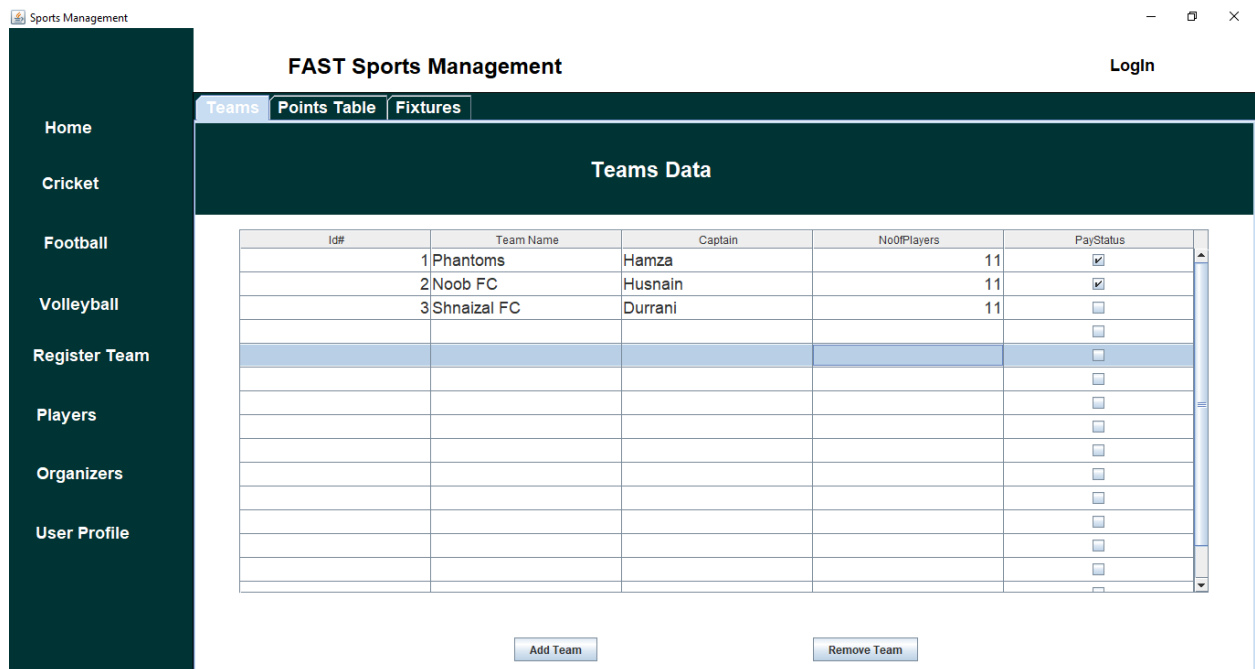 Sports Management
FAST Sports Management
LogIn
Home
Cricket
Football
Volleyball
Register Team
Players
Organizers
User Profile
Teams Points Table Fixtures
Teams Data
Id# Team Name Captain No0fPlayers PayStatus
1 Phantoms Hamza 11
2 Noob FC Husnain 11
3 Shnaizal FC Durrani 11
Add Team Remove Team